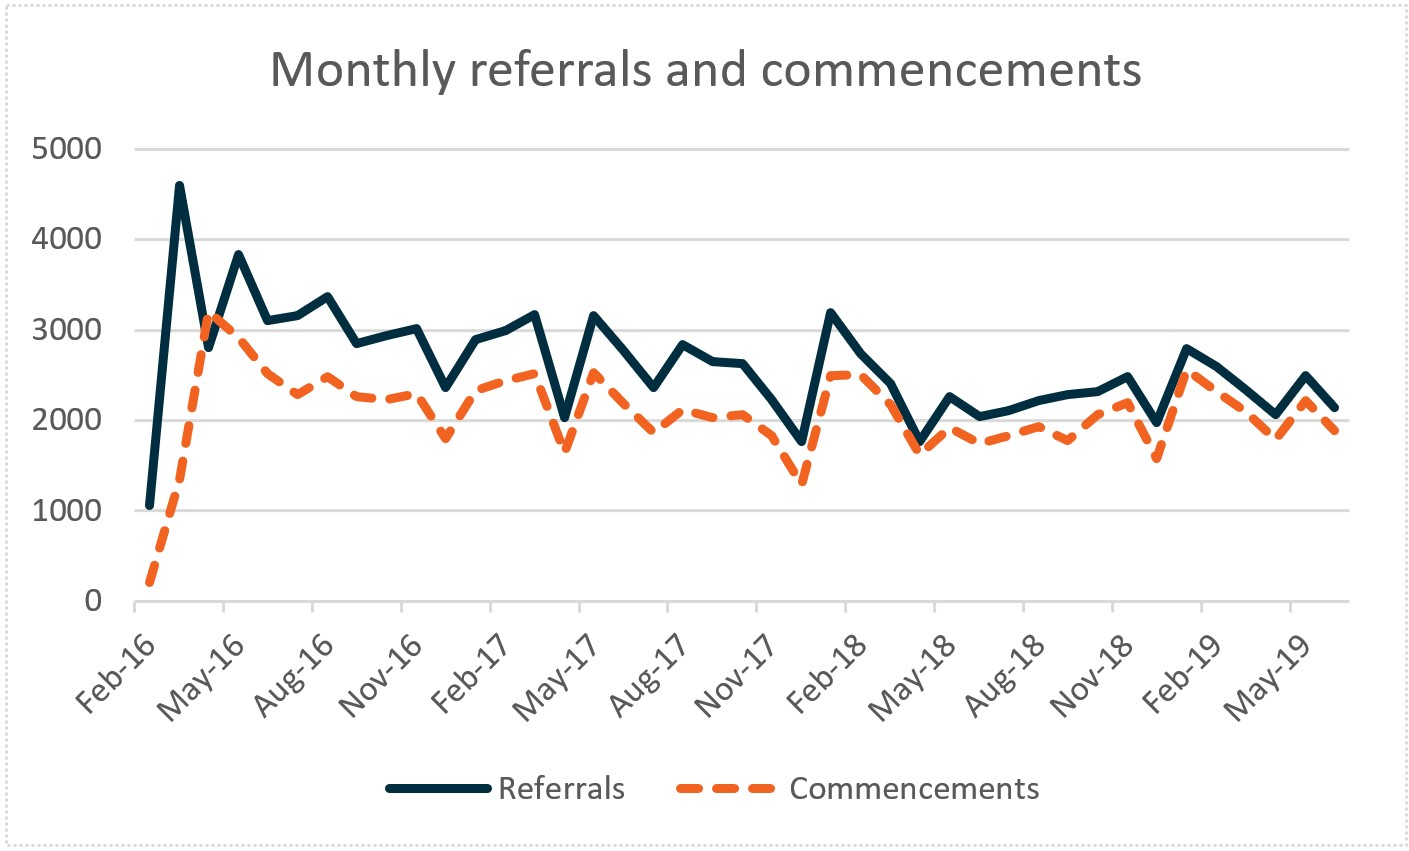 Monthly referrals and commencements
5000
4000
3000
2000
1000
0
Feb-16
May-16
Aug-16
Nov-16
Feb-17
May-17
Aug-17
Nov-17
Feb-18
May-18
Aug-18
Nov-18
Feb-19
May-19
Referrals
Commencements